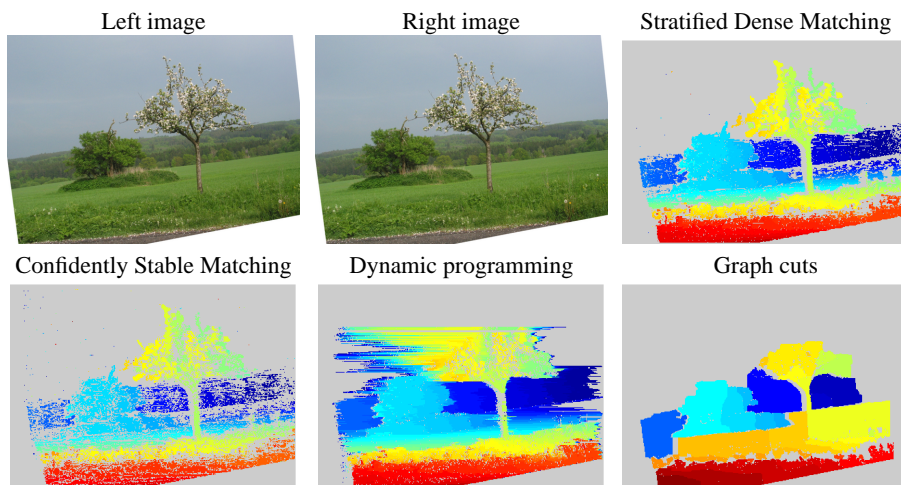 Left image
Right image
Stratified Dense Matching
Confidently Stable Matching
Dynamic programming
Graph cuts